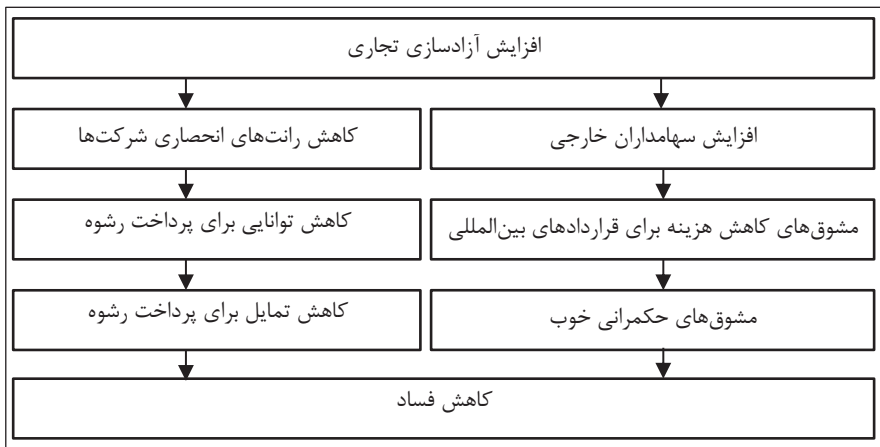 افزایش آزادسازی تجاری
افزایش سهامداران خارجی
کاهش رانت‌های انحصاری شرکت‌ها
مشوق‌های کاهش هزینه برای قراردادهای بین‌المللی
کاهش توانایی برای پرداخت رشوه
مشوق‌های حکمرانی خوب
کاهش تمایل برای پرداخت رشوه
کاهش فساد